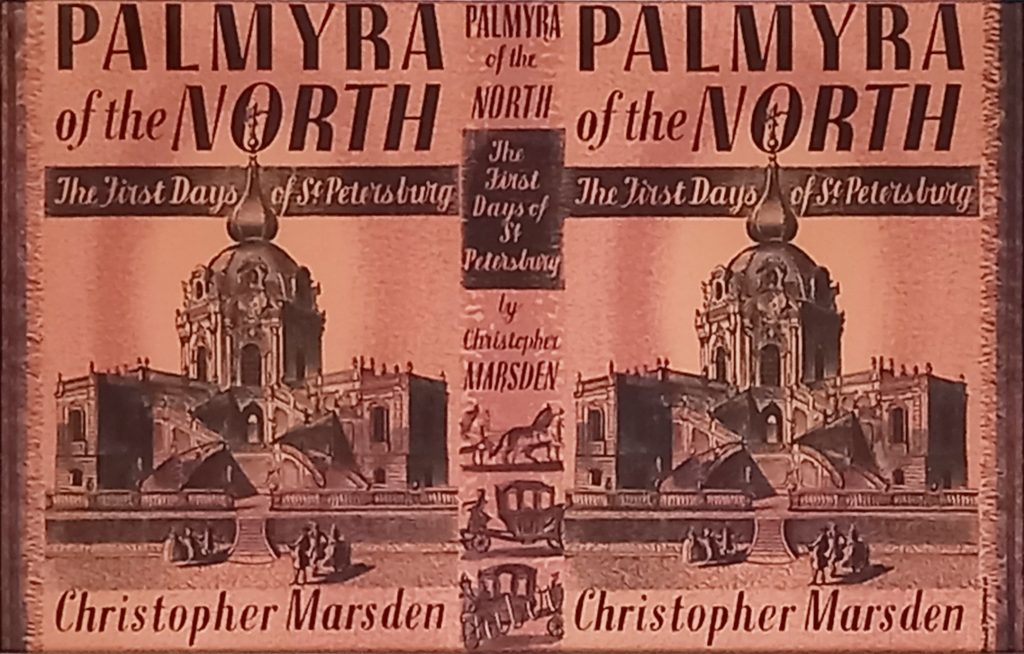 PALMYRA
of the NORTH
The First Days of St Petersburg
Christopher Marsden
PALMYRA
of the
NORTH
The
First
Days of
St
Petersburg
by
Christopher
MARSDEN
PALMYRA
of the NORTH
The First Days of St Petersburg
Christopher Marsden